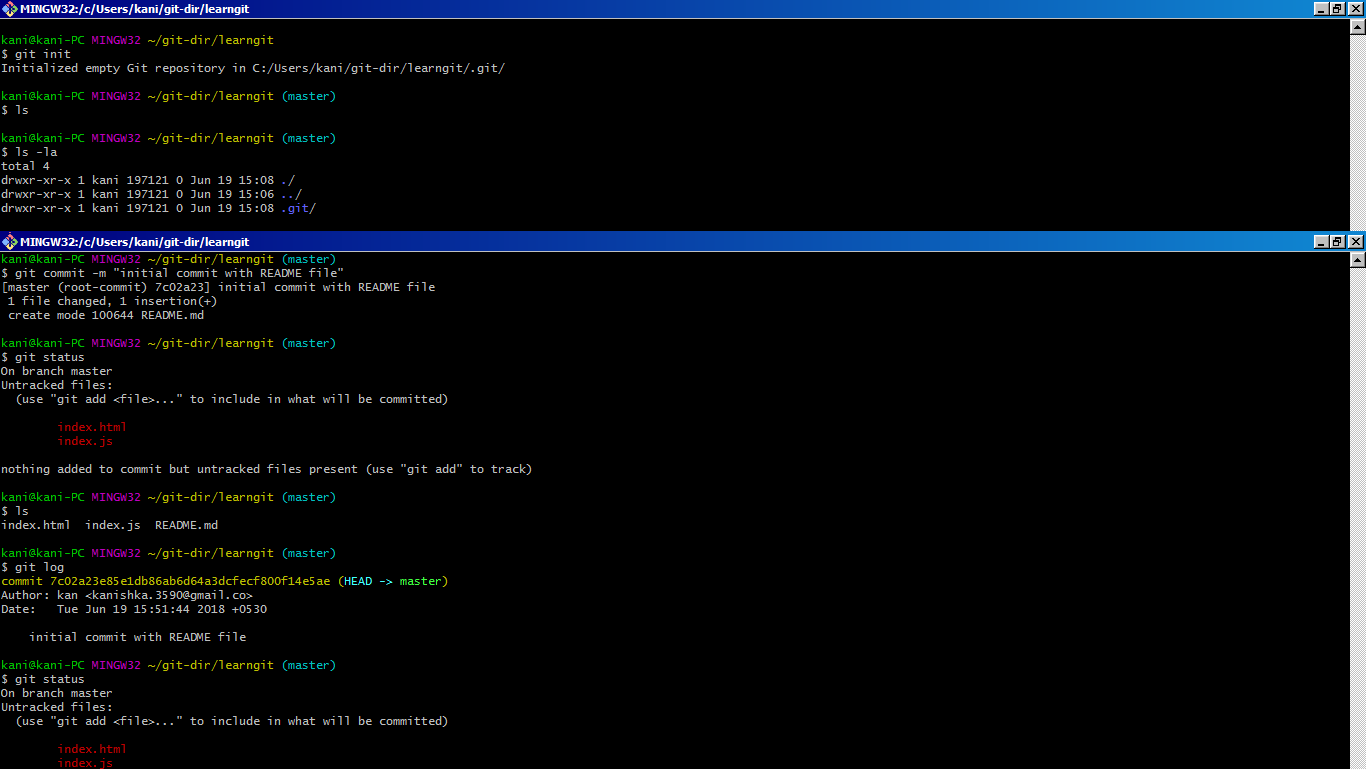 MINGW32:/c/Users/kani/git-dir/learngit
kani@kani-PC MINGW32 ~/git-dir/learngit
$ git init
Initialized empty Git repository in C:/Users/kani/git-dir/learngit/.git/
kani@kani-PC MINGW32 ~/git-dir/learngit (master)
$ ls
kani@kani-PC MINGW32 ~/git-dir/learngit (master)
$ ls -la
total 4
drwxr-xr-x 1 kani 197121 0 Jun 19 15:08 ./
drwxr-xr-x 1 kani 197121 0 Jun 19 15:06 ../
drwxr-xr-x 1 kani 197121 0 Jun 19 15:08 .git/
MINGW32:/c/Users/kani/git-dir/learngit
kani@kani-PC MINGW32 ~/git-dir/learngit (master)
$ git commit -m "initial commit with README file"
[master (root-commit) 7c02a23] initial commit with README file
 1 file changed, 1 insertion(+)
 create mode 100644 README.md
kani@kani-PC MINGW32 ~/git-dir/learngit (master)
$ git status
On branch master
Untracked files:
  (use "git add <file>..." to include in what will be committed)
        index.html
        index.js
nothing added to commit but untracked files present (use "git add" to track)
kani@kani-PC MINGW32 ~/git-dir/learngit (master)
$ ls
index.html  index.js  README.md
kani@kani-PC MINGW32 ~/git-dir/learngit (master)
$ git log
commit 7c02a23e85e1db86ab6d64a3dcfecf800f14e5ae (HEAD -> master)
Author: kan <kanishka.3590@gmail.co>
Date:   Tue Jun 19 15:51:44 2018 +0530
    initial commit with README file
kani@kani-PC MINGW32 ~/git-dir/learngit (master)
$ git status
On branch master
Untracked files:
  (use "git add <file>..." to include in what will be committed)
        index.html
        index.js